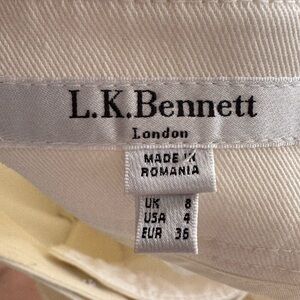 L.K.Bennett
London
MADE IN
ROMANIA
UK 8
USA 4
EUR 36